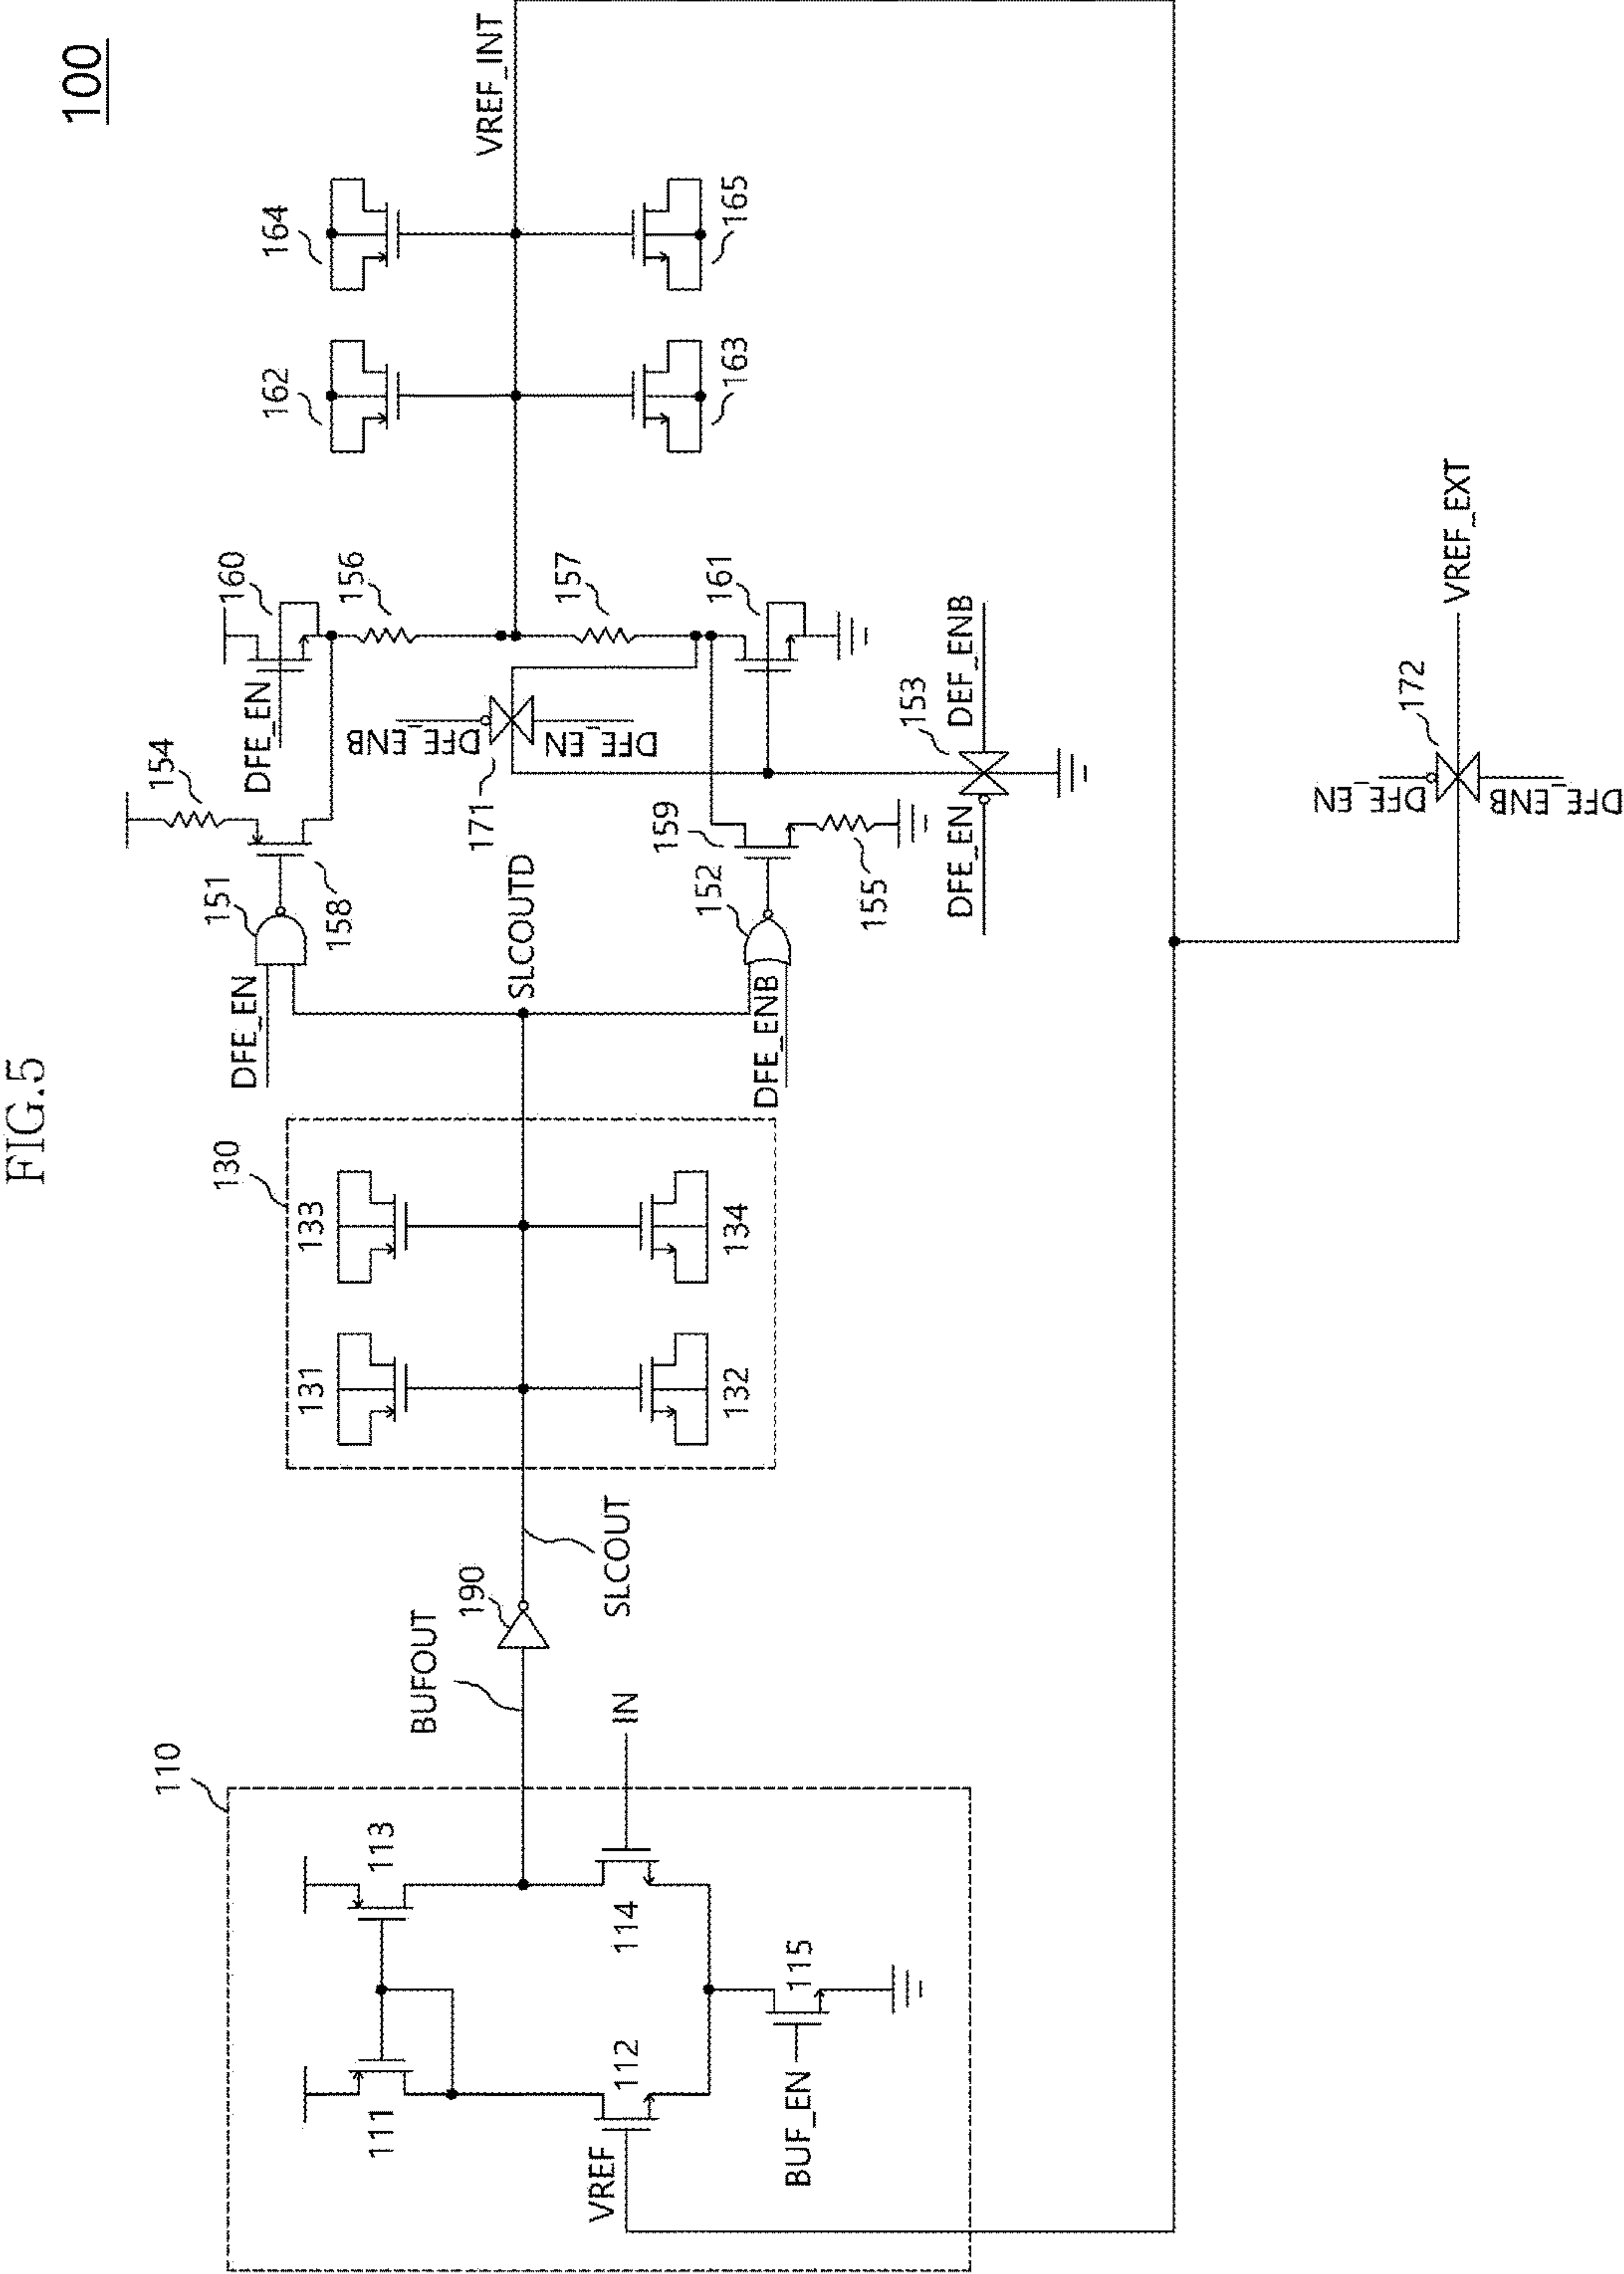 FIG.5
100
110
111
113
112
114
115
VREF
BUF_EN
IN
BUFOUT
190
SLCOUT
130
131
133
132
134
SLCOUTD
DFE_EN
151
158
154
DFE_EN
160
156
157
DFE_ENB
152
159
155
171
DFE_ENB
DFE_EN
161
153
DFE_EN
DEF_ENB
162
164
163
165
VREF_INT
172
DFE_EN
DFE_ENB
VREF_EXT